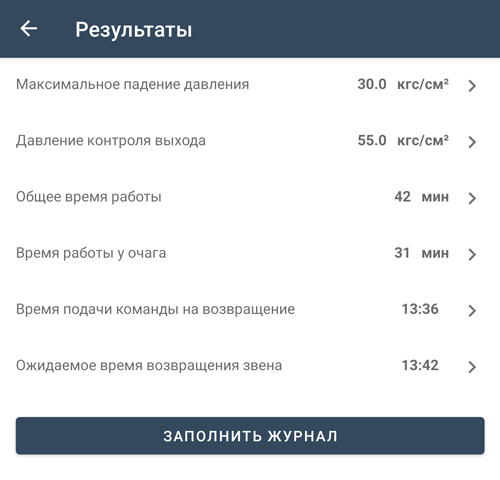 Результаты
Максимальное падение давления 30.0 кгс/см²
Давление контроля выхода 55.0 кгс/см²
Общее время работы 42 мин
Время работы у очага 31 мин
Время подачи команды на возвращение 13:36
Ожидаемое время возвращения звена 13:42
ЗАПОЛНИТЬ ЖУРНАЛ